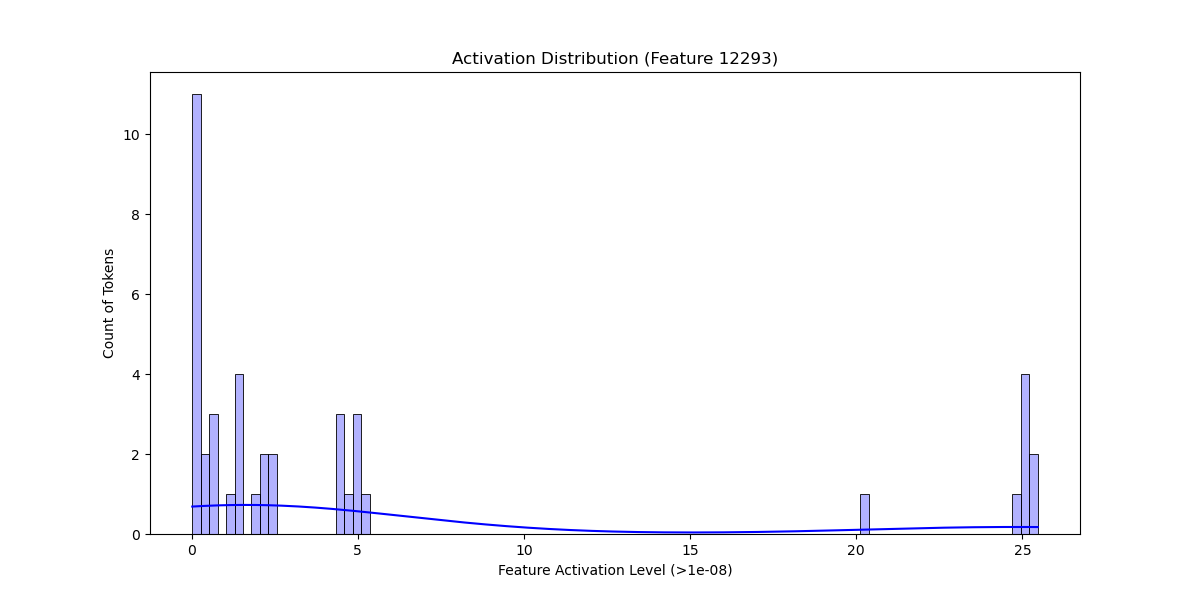 Activation Distribution (Feature 12293)
Count of Tokens
10
8
6
4
2
0
0 5 10 15 20 25
Feature Activation Level (>1e-08)